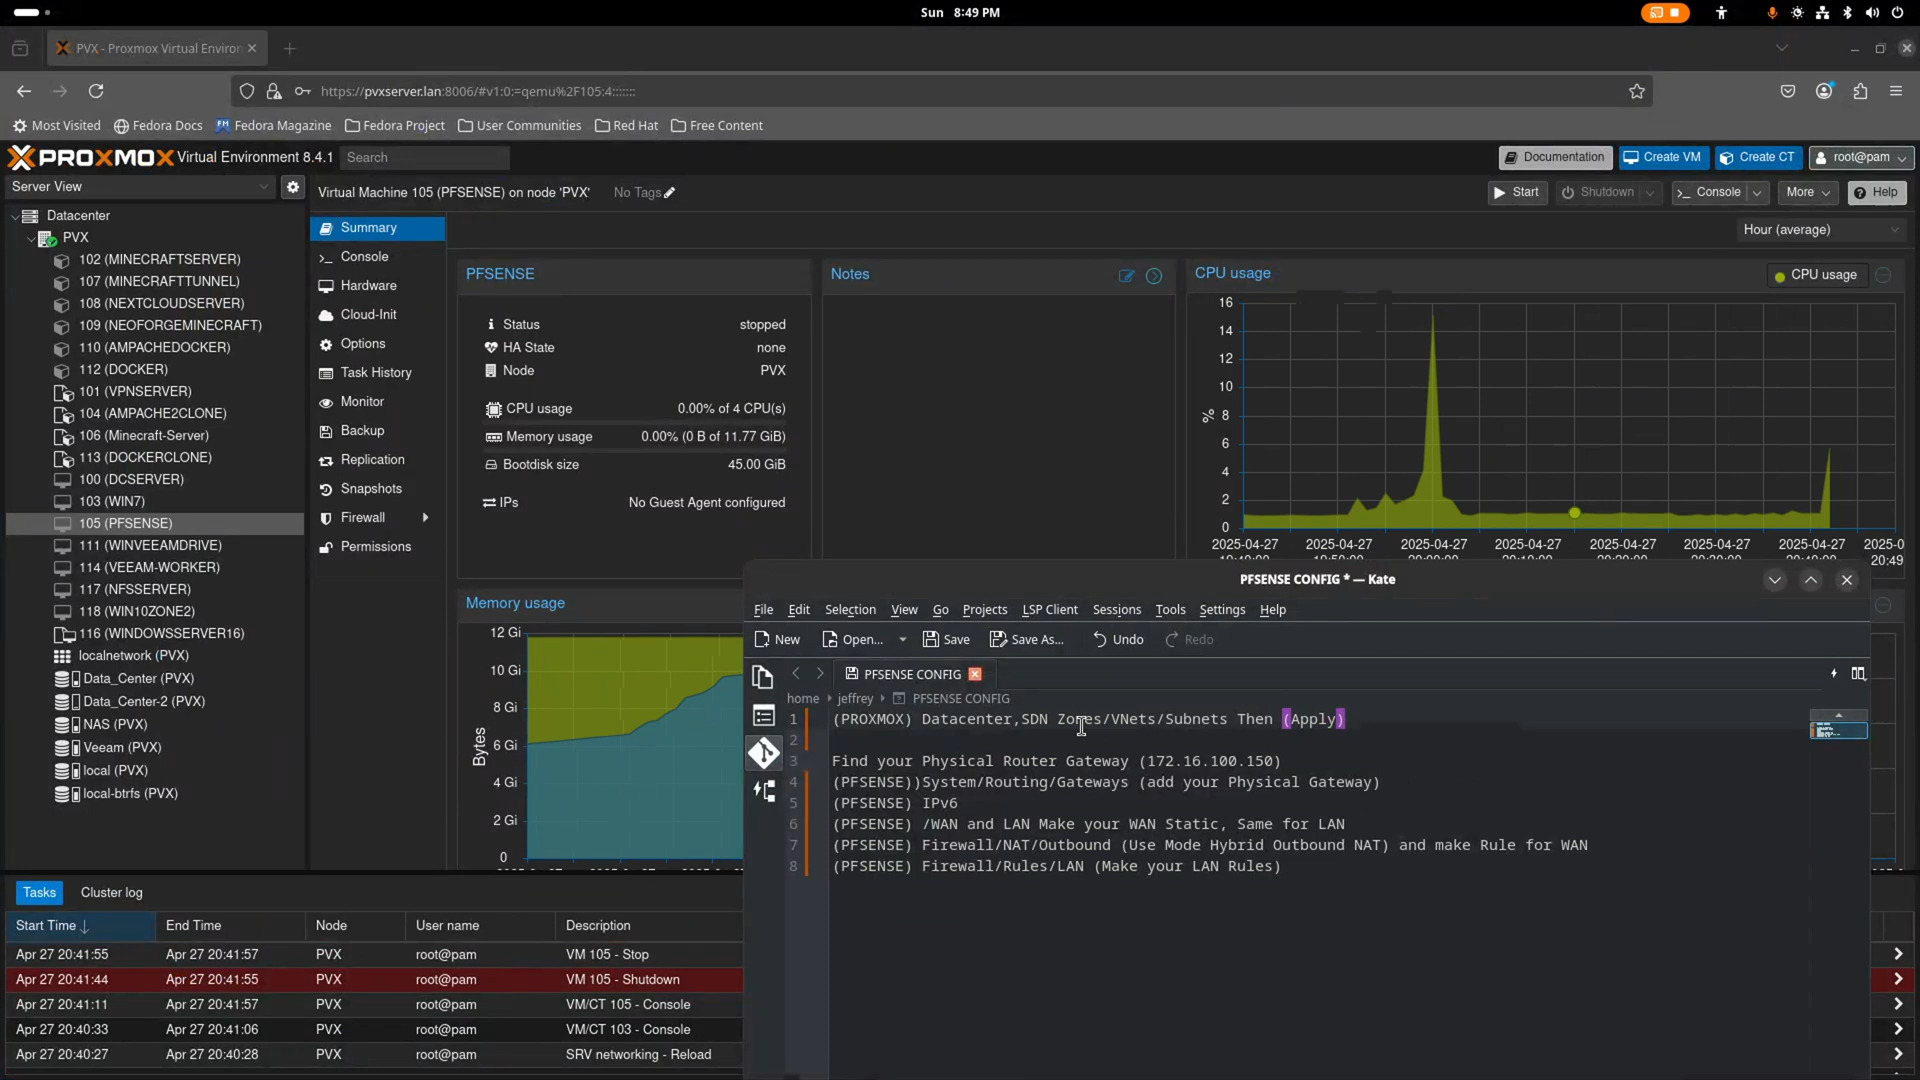 Sun 8:49 PM
PVX - Proxmox Virtual Environ
https://pvxserver.lan:8006/#v1:0:=qemu%2F105:4:::::::
Most Visited Fedora Docs Fedora Magazine Fedora Project User Communities Red Hat Free Content
PROXMOX Virtual Environment 8.4.1 Search Documentation Create VM Create CT root@pam
Server View
Virtual Machine 105 (PFSENSE) on node 'PVX' No Tags Start Shutdown Console More Help
Datacenter
PVX
102 (MINECRAFTSERVER)
107 (MINECRAFTTUNNEL)
108 (NEXTCLOUDSERVER)
109 (NEOFORGEMINECRAFT)
110 (AMPACHEDOCKER)
112 (DOCKER)
101 (VPNSERVER)
104 (AMPACHE2CLONE)
106 (Minecraft-Server)
113 (DOCKERCLONE)
100 (DCSERVER)
103 (WIN7)
105 (PFSENSE)
111 (WINVEEAMDRIVE)
114 (VEEAM-WORKER)
117 (NFSSERVER)
118 (WIN10ZONE2)
116 (WINDOWSSERVER16)
localnetwork (PVX)
Data_Center (PVX)
Data_Center-2 (PVX)
NAS (PVX)
Veeam (PVX)
local (PVX)
local-btrfs (PVX)
Summary
Console
Hardware
Cloud-Init
Options
Task History
Monitor
Backup
Replication
Snapshots
Firewall
Permissions
Hour (average)
PFSENSE
Status stopped
HA State none
Node PVX
CPU usage 0.00% of 4 CPU(s)
Memory usage 0.00% (0 B of 11.77 GiB)
Bootdisk size 45.00 GiB
IPs No Guest Agent configured
Notes
CPU usage
CPU usage
16
14
12
10
8
6
4
2
0
%
2025-04-27 2025-04-27 2025-04-27 2025-04-27 2025-04-27 2025-04-27 2025-04-27 2025-0
20:49
Memory usage
12 Gi
10 Gi
8 Gi
6 Gi
4 Gi
2 Gi
0
Bytes
PFSENSE CONFIG * — Kate
File Edit Selection View Go Projects LSP Client Sessions Tools Settings Help
New Open... Save Save As... Undo Redo
PFSENSE CONFIG
home jeffrey PFSENSE CONFIG
1 (PROXMOX) Datacenter,SDN Zones/VNets/Subnets Then (Apply)
2
3 Find your Physical Router Gateway (172.16.100.150)
4 (PFSENSE))System/Routing/Gateways (add your Physical Gateway)
5 (PFSENSE) IPv6
6 (PFSENSE) /WAN and LAN Make your WAN Static, Same for LAN
7 (PFSENSE) Firewall/NAT/Outbound (Use Mode Hybrid Outbound NAT) and make Rule for WAN
8 (PFSENSE) Firewall/Rules/LAN (Make your LAN Rules)
Tasks Cluster log
Start Time End Time Node User name Description
Apr 27 20:41:55 Apr 27 20:41:57 PVX root@pam VM 105 - Stop
Apr 27 20:41:44 Apr 27 20:41:55 PVX root@pam VM 105 - Shutdown
Apr 27 20:41:11 Apr 27 20:41:57 PVX root@pam VM/CT 105 - Console
Apr 27 20:40:33 Apr 27 20:41:06 PVX root@pam VM/CT 103 - Console
Apr 27 20:40:27 Apr 27 20:40:28 PVX root@pam SRV networking - Reload